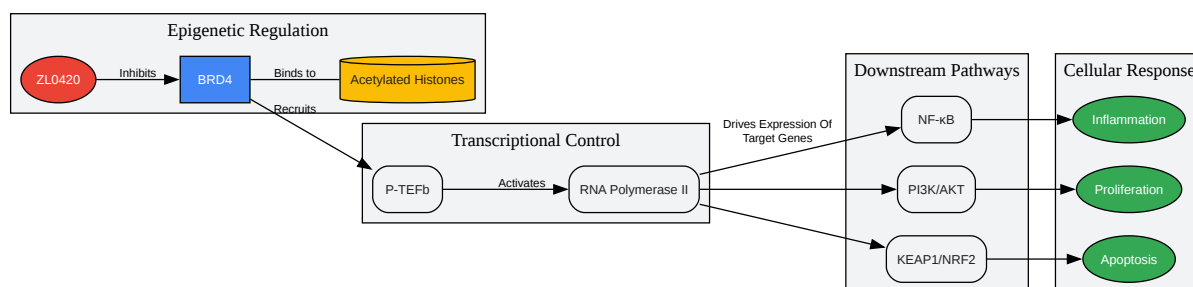 Epigenetic Regulation
ZL0420
Inhibits
BRD4
Binds to
Acetylated Histones
Recruits
Transcriptional Control
P-TEFb
Activates
RNA Polymerase II
Drives Expression Of
Target Genes
Downstream Pathways
NF-κB
PI3K/AKT
KEAP1/NRF2
Cellular Response
Inflammation
Proliferation
Apoptosis